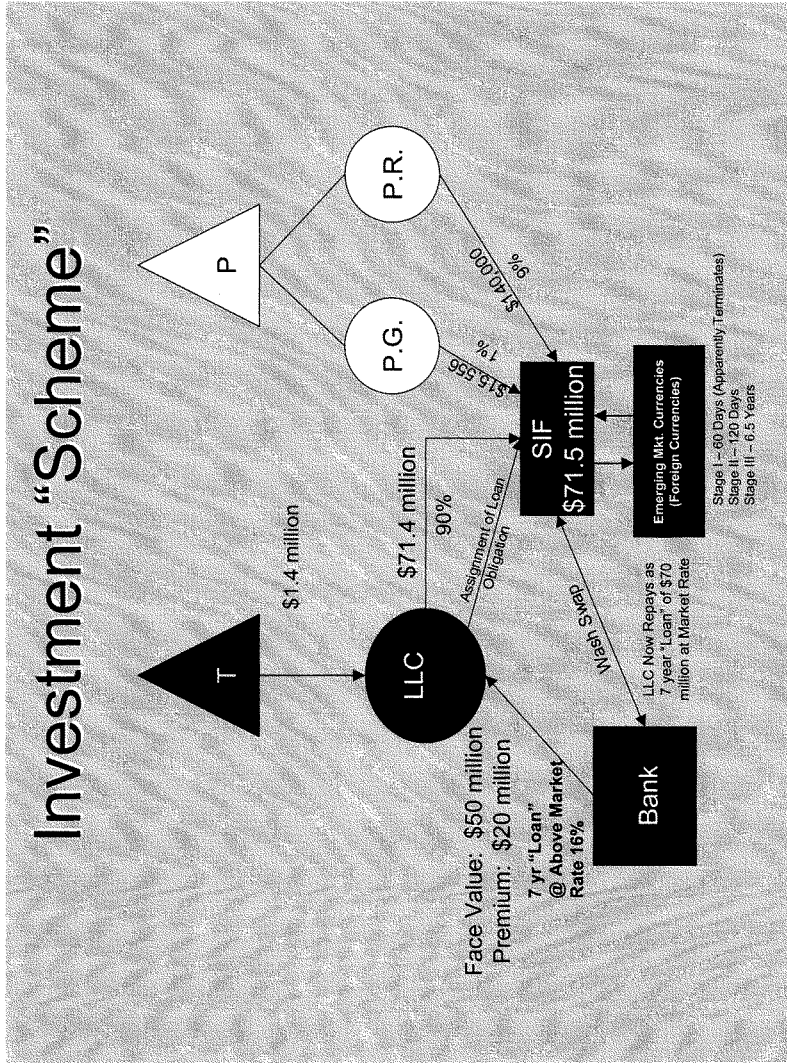 Investment “Scheme”
T
$1.4 million
P
P.G.
P.R.
LLC
$71.4 million
90%
Assignment of Loan
Obligation
$15,556
1%
$140,000
9%
Face Value: $50 million
Premium: $20 million
7 yr “Loan”
@ Above Market
Rate 16%
SIF
$71.5 million
Wash Swap
Bank
LLC Now Repays as
7 year “Loan” of $70
million at Market Rate
Emerging Mkt. Currencies
(Foreign Currencies)
Stage I – 60 Days (Apparently Terminates)
Stage II – 120 Days
Stage III – 6.5 Years